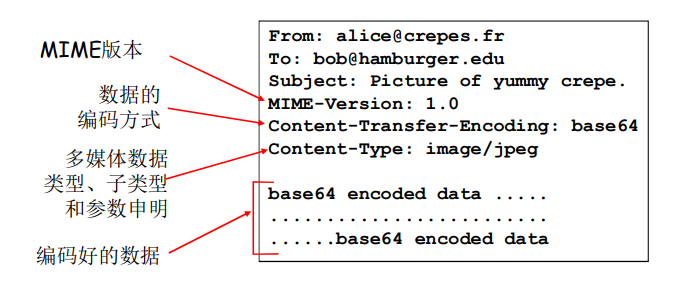 MIME版本
数据的
编码方式
多媒体数据
类型、子类型
和参数申明
编码好的数据
From: alice@crepes.fr
To: bob@hamburger.edu
Subject: Picture of yummy crepe.
MIME-Version: 1.0
Content-Transfer-Encoding: base64
Content-Type: image/jpeg
base64 encoded data .....
.........................
......base64 encoded data